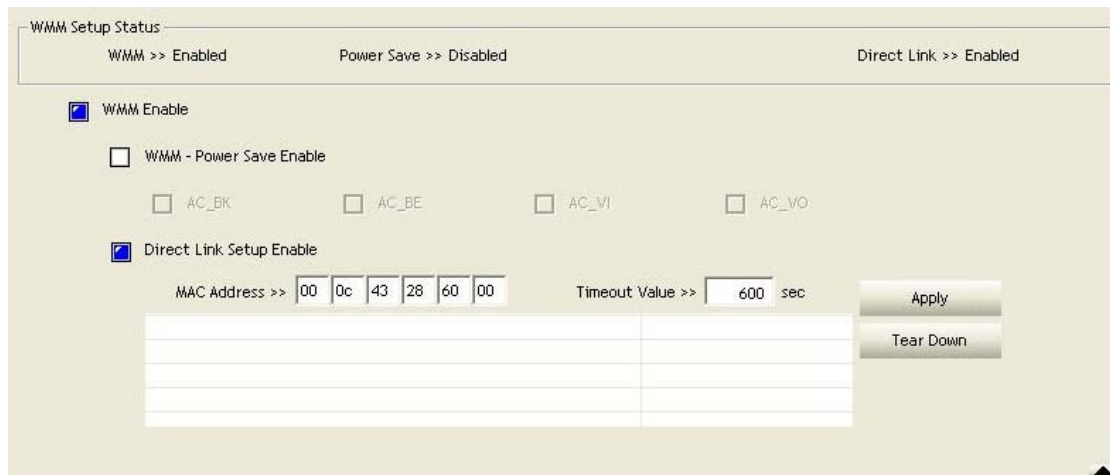 WMM Setup Status
WMM >> Enabled Power Save >> Disabled Direct Link >> Enabled
WMM Enable
WMM - Power Save Enable
AC_BK AC_BE AC_VI AC_VO
Direct Link Setup Enable
MAC Address >> 00 0c 43 28 60 00 Timeout Value >> 600 sec Apply
Tear Down